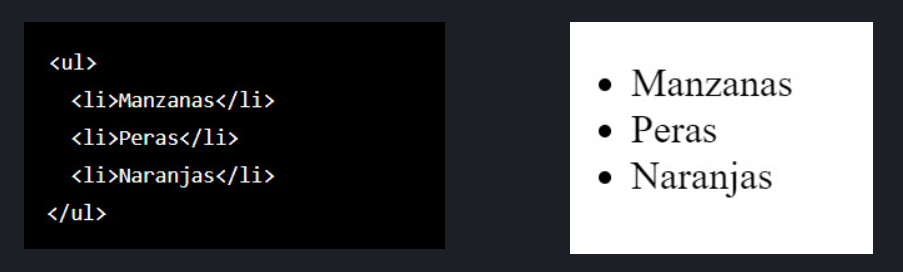 <ul>
<li>Manzanas</li>
<li>Peras</li>
<li>Naranjas</li>
</ul>
• Manzanas
• Peras
• Naranjas